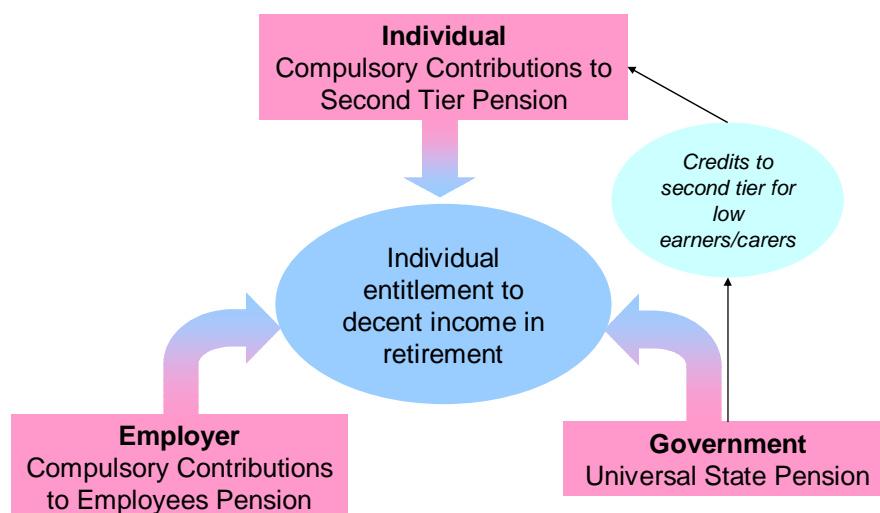 Individual
Compulsory Contributions to
Second Tier Pension
Credits to
second tier for
low
earners/carers
Individual
entitlement to
decent income in
retirement
Employer
Compulsory Contributions
to Employees Pension
Government
Universal State Pension